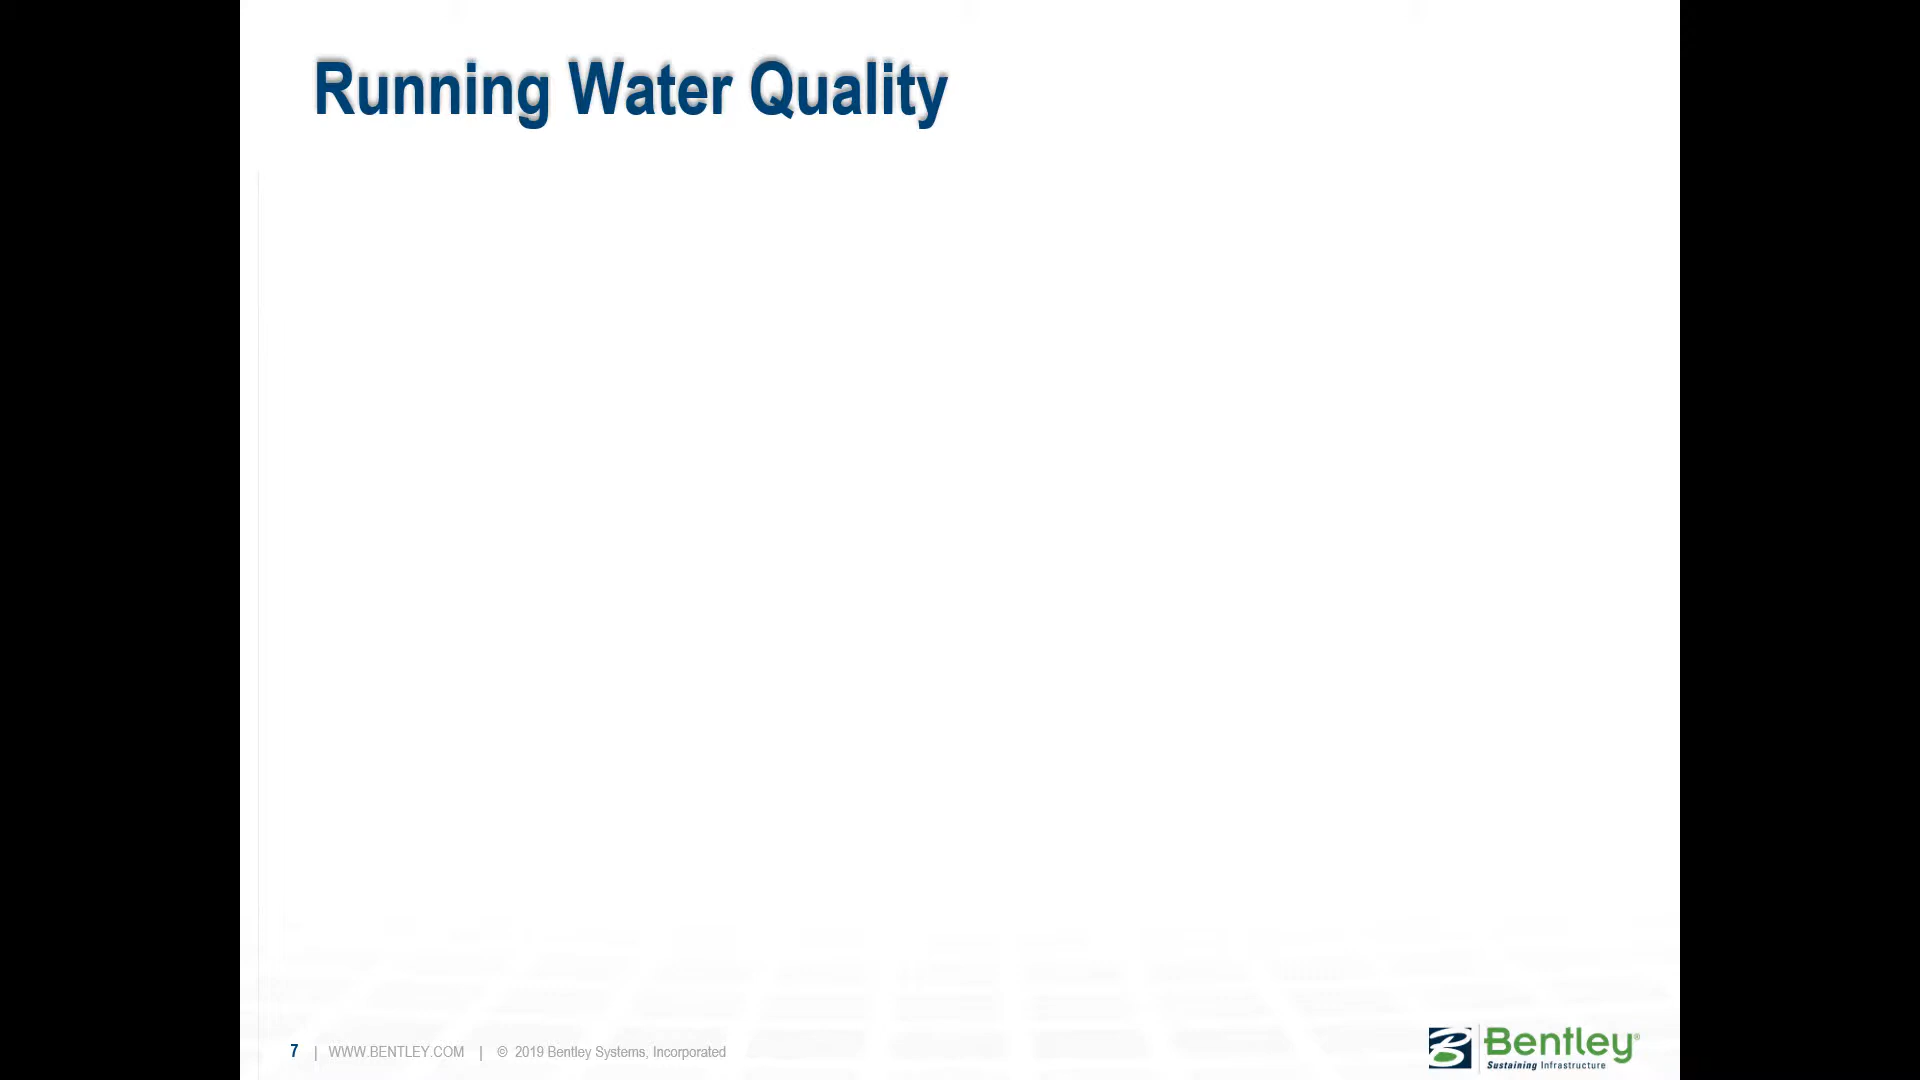 Running Water Quality
7 | WWW.BENTLEY.COM | © 2019 Bentley Systems, Incorporated
Bentley®
Sustaining Infrastructure